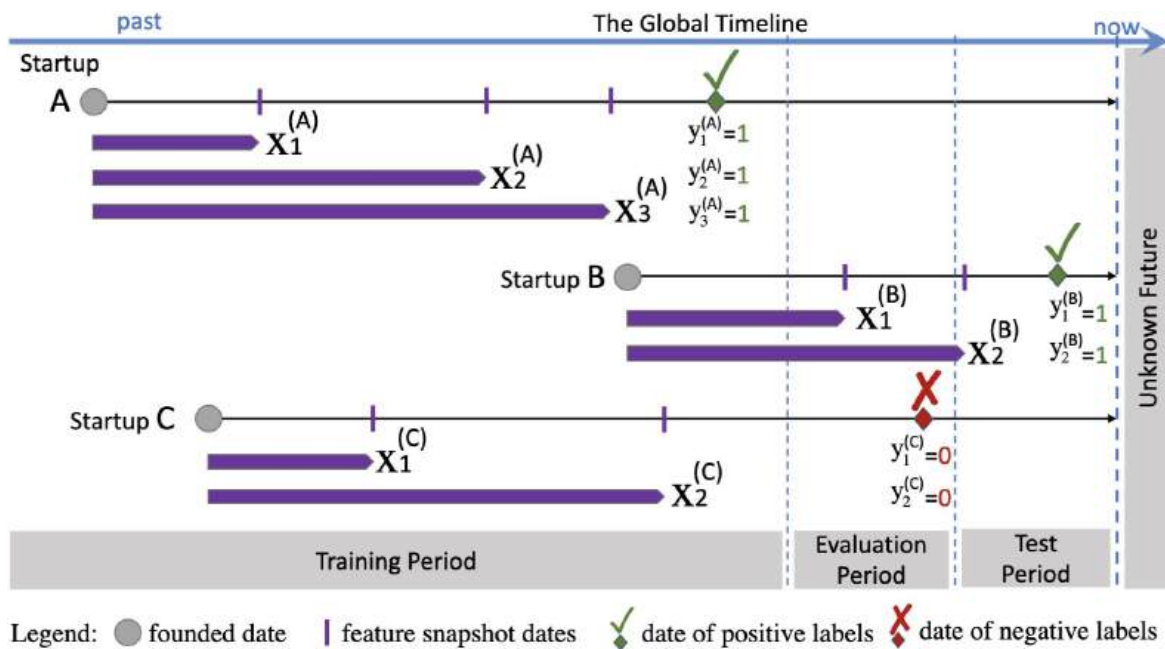 past The Global Timeline now
Startup
A
X1(A)
y1(A)=1
X2(A)
y2(A)=1
X3(A)
y3(A)=1
Startup B
X1(B)
y1(B)=1
X2(B)
y2(B)=1
Startup C
X1(C)
y1(C)=0
X2(C)
y2(C)=0
Unknown Future
Training Period
Evaluation
Period
Test
Period
Legend: founded date feature snapshot dates date of positive labels date of negative labels